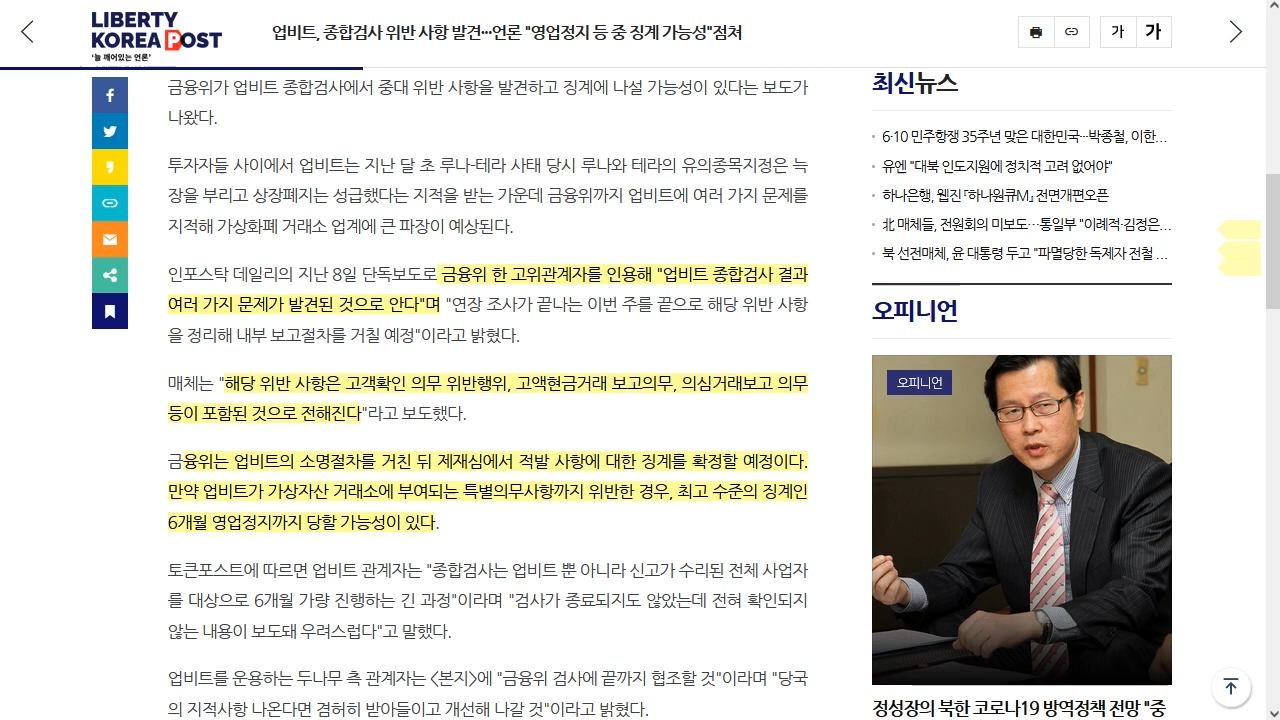 LIBERTY
KOREA POST
'늘 깨어있는 언론'
업비트, 종합검사 위반 사항 발견···언론 "영업정지 등 중 징계 가능성"점쳐
가
가
금융위가 업비트 종합검사에서 중대 위반 사항을 발견하고 징계에 나설 가능성이 있다는 보도가
나왔다.
투자자들 사이에서 업비트는 지난 달 초 루나-테라 사태 당시 루나와 테라의 유의종목지정은 늑
장을 부리고 상장폐지는 성급했다는 지적을 받는 가운데 금융위까지 업비트에 여러 가지 문제를
지적해 가상화폐 거래소 업계에 큰 파장이 예상된다.
인포스탁 데일리의 지난 8일 단독보도로 금융위 한 고위관계자를 인용해 "업비트 종합검사 결과
여러 가지 문제가 발견된 것으로 안다"며 "연장 조사가 끝나는 이번 주를 끝으로 해당 위반 사항
을 정리해 내부 보고절차를 거칠 예정"이라고 밝혔다.
매체는 "해당 위반 사항은 고객확인 의무 위반행위, 고액현금거래 보고의무, 의심거래보고 의무
등이 포함된 것으로 전해진다"라고 보도했다.
금융위는 업비트의 소명절차를 거친 뒤 제재심에서 적발 사항에 대한 징계를 확정할 예정이다.
만약 업비트가 가상자산 거래소에 부여되는 특별의무사항까지 위반한 경우, 최고 수준의 징계인
6개월 영업정지까지 당할 가능성이 있다.
토큰포스트에 따르면 업비트 관계자는 "종합검사는 업비트 뿐 아니라 신고가 수리된 전체 사업자
를 대상으로 6개월 가량 진행하는 긴 과정"이라며 "검사가 종료되지도 않았는데 전혀 확인되지
않는 내용이 보도돼 우려스럽다"고 말했다.
업비트를 운용하는 두나무 측 관계자는 <본지>에 "금융위 검사에 끝까지 협조할 것"이라며 "당국
의 지적사항 나온다면 겸허히 받아들이고 개선해 나갈 것"이라고 밝혔다.
최신뉴스
6·10 민주항쟁 35주년 맞은 대한민국···박종철, 이한...
유엔 "대북 인도지원에 정치적 고려 없어야"
하나은행, 웹진 『하나원큐M』 전면개편오픈
北 매체들, 전원회의 미보도…통일부 "이례적·김정은...
북 선전매체, 윤 대통령 두고 "파멸당한 독재자 전철 ...
오피니언
오피니언
정성장의 북한 코로나19 방역정책 전망 "중